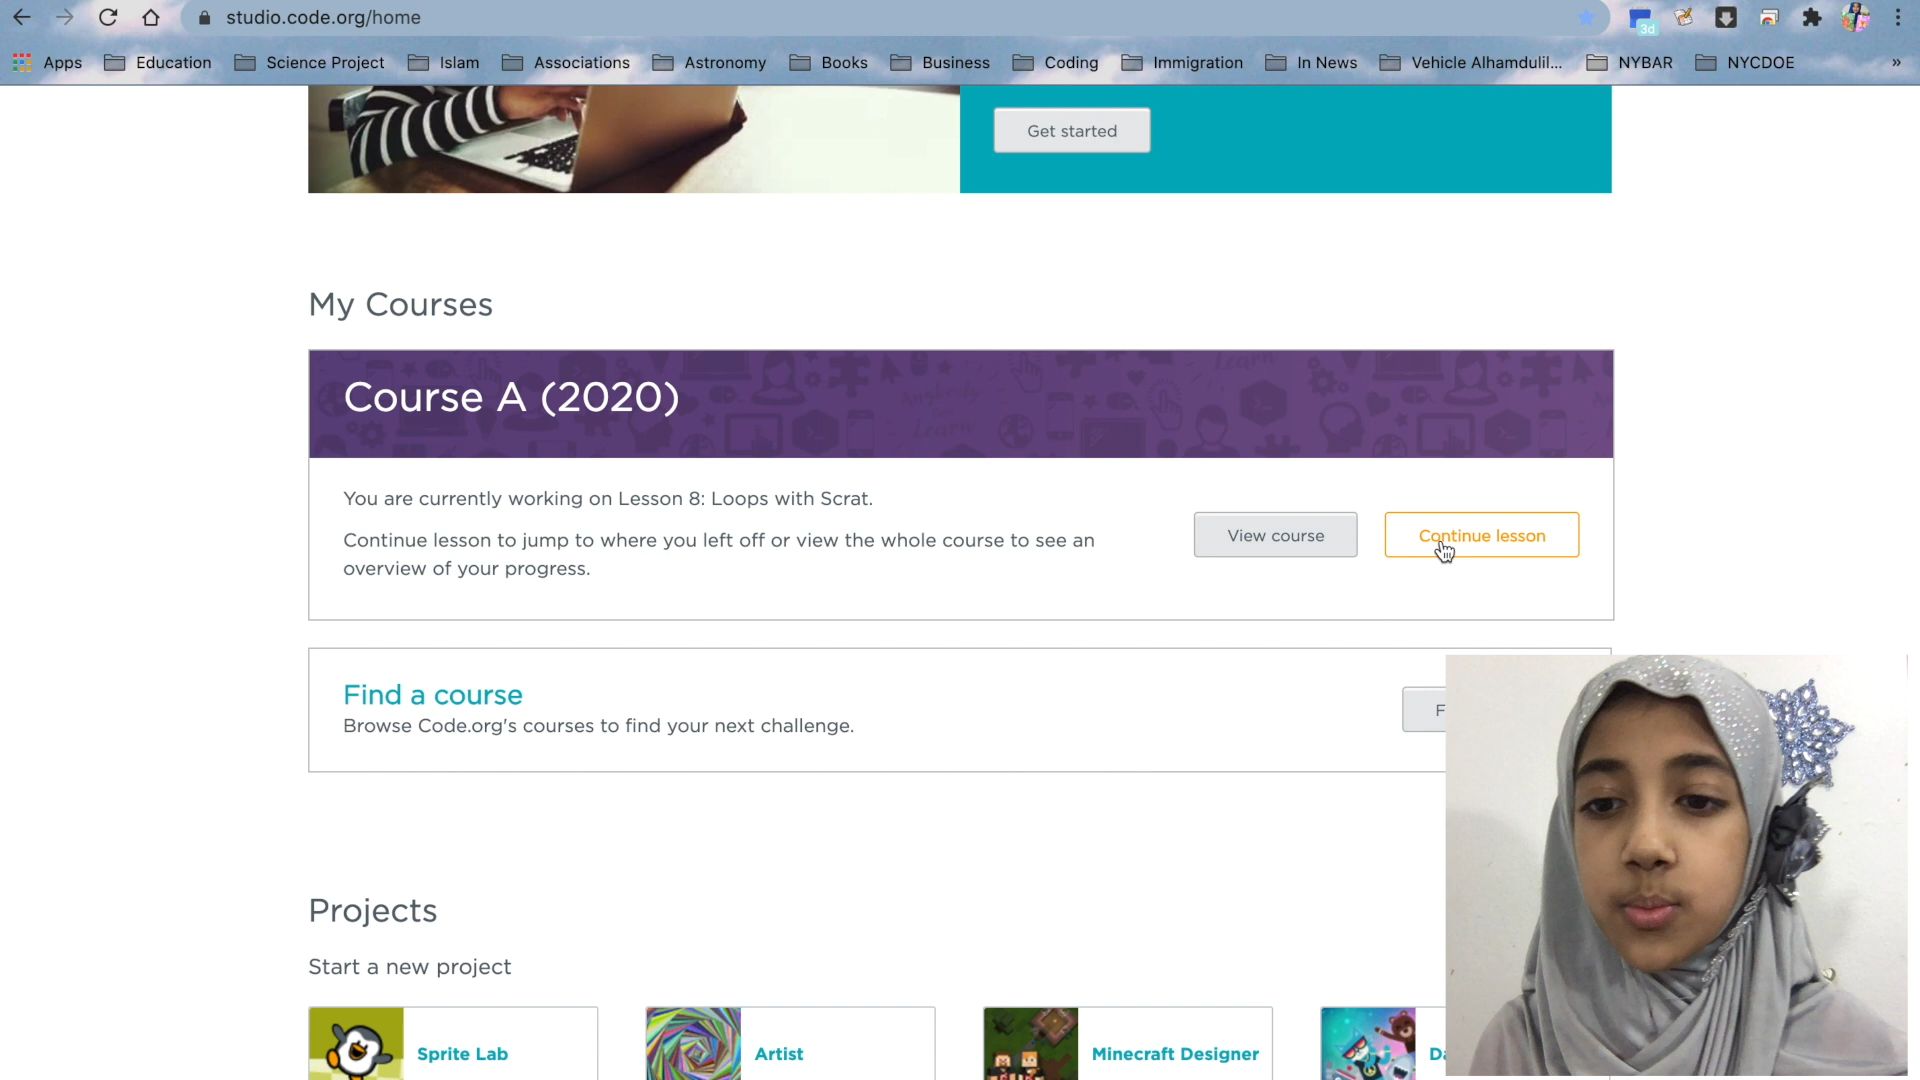 studio.code.org/home
3d
Apps Education Science Project Islam Associations Astronomy Books Business Coding Immigration In News Vehicle Alhamdulil... NYBAR NYCDOE »
Get started
My Courses
Course A (2020)
You are currently working on Lesson 8: Loops with Scrat.
Continue lesson to jump to where you left off or view the whole course to see an
overview of your progress.
View course
Continue lesson
Find a course
Browse Code.org's courses to find your next challenge.
F
Projects
Start a new project
Sprite Lab
Artist
Minecraft Designer